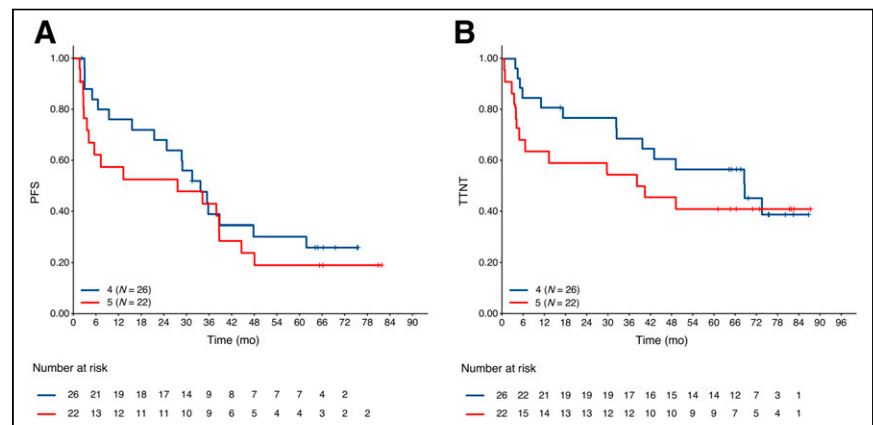 A
1.00
0.80
0.60
0.40
0.20
0.00
PFS
4 (N = 26)
5 (N = 22)
0 6 12 18 24 30 36 42 48 54 60 66 72 78 84 90
Time (mo)
Number at risk
26 21 19 18 17 14 9 8 7 7 7 4 2
22 13 12 11 11 10 9 6 5 4 4 3 2 2
B
1.00
0.80
0.60
0.40
0.20
0.00
TTNT
4 (N = 26)
5 (N = 22)
0 6 12 18 24 30 36 42 48 54 60 66 72 78 84 90 96
Time (mo)
Number at risk
26 22 21 19 19 19 17 16 15 14 14 12 7 3 1
22 15 14 13 13 12 12 10 10 9 9 7 5 4 1